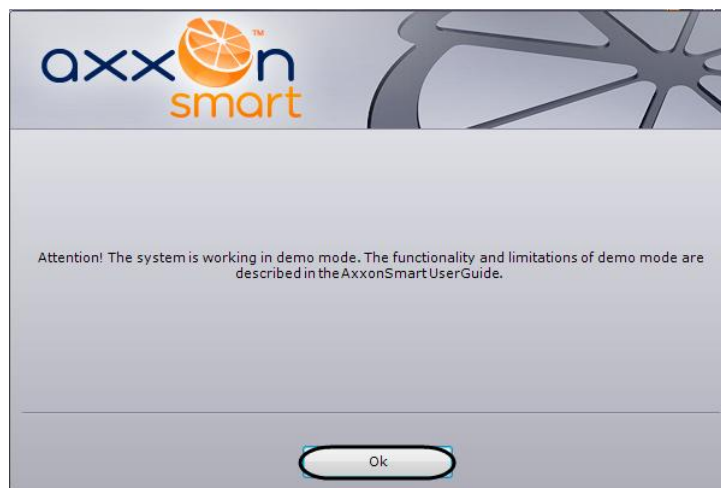 axxon
TM
smart
Attention! The system is working in demo mode. The functionality and limitations of demo mode are
described in the AxxonSmart UserGuide.
Ok